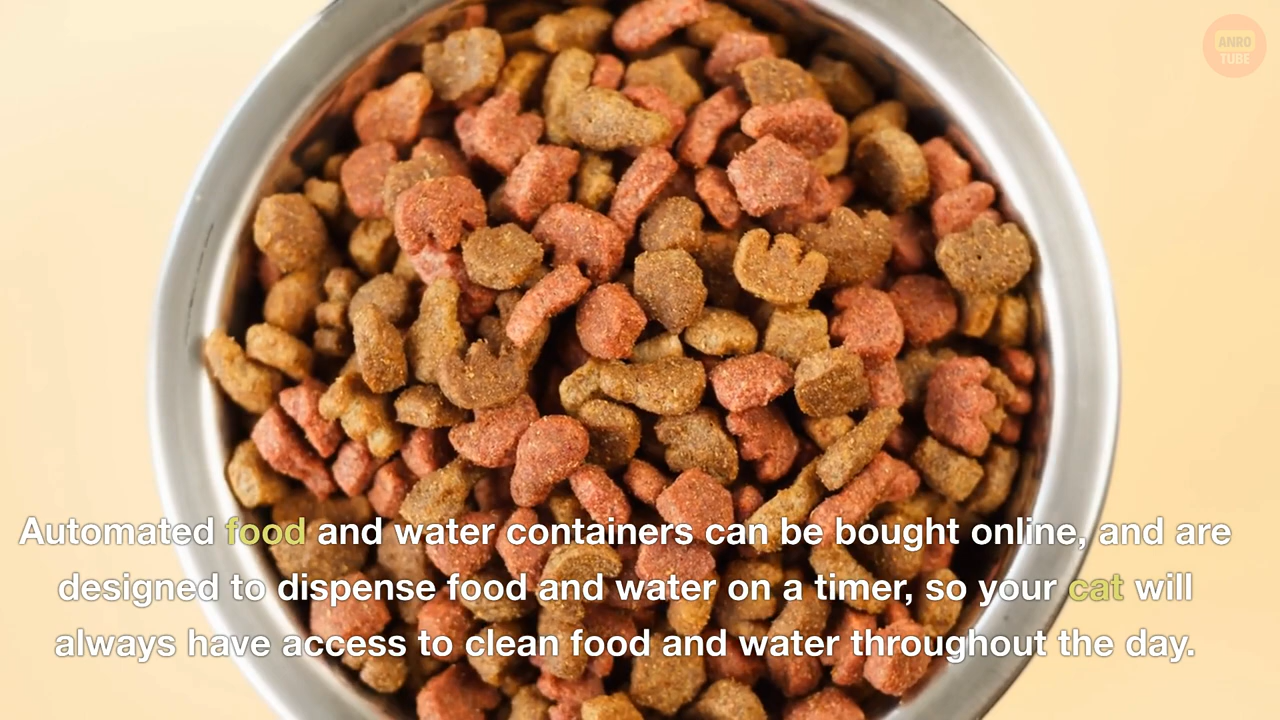 ANRO
TUBE
Automated food and water containers can be bought online, and are
designed to dispense food and water on a timer, so your cat will
always have access to clean food and water throughout the day.